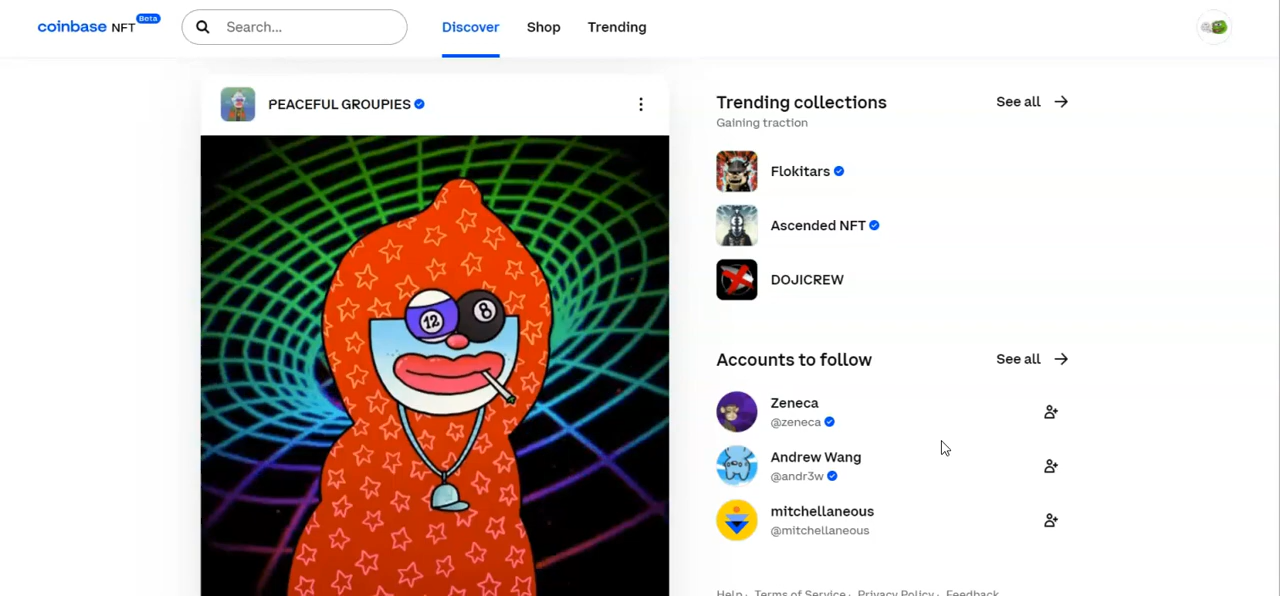 coinbase NFT Beta
Search...
Discover
Shop
Trending
PEACEFUL GROUPIES
12
8
Trending collections
See all
Gaining traction
Flokitars
Ascended NFT
DOJICREW
Accounts to follow
See all
Zeneca
@zeneca
Andrew Wang
@andr3w
mitchellaneous
@mitchellaneous
Help · Terms of Service · Privacy Policy · Feedback